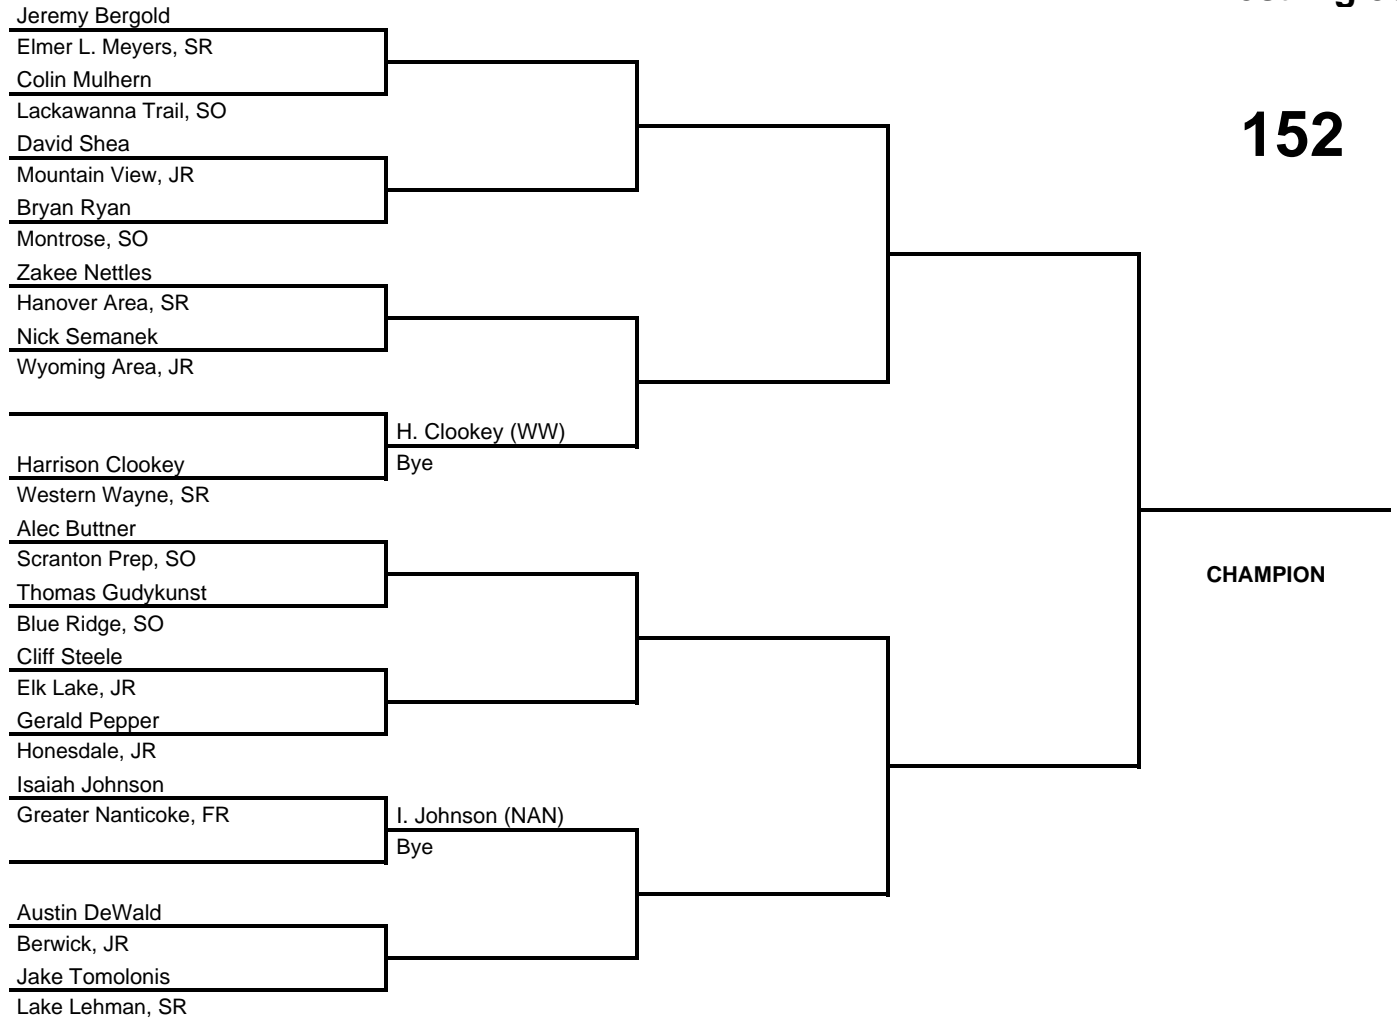 Jeremy Bergold
Elmer L. Meyers, SR
Colin Mulhern
Lackawanna Trail, SO
152
David Shea
Mountain View, JR
Bryan Ryan
Montrose, SO
Zakee Nettles
Hanover Area, SR
Nick Semanek
Wyoming Area, JR
H. Clookey (WW)
Bye
Harrison Clookey
Western Wayne, SR
Alec Buttner
Scranton Prep, SO
Thomas Gudykunst
CHAMPION
Blue Ridge, SO
Cliff Steele
Elk Lake, JR
Gerald Pepper
Honesdale, JR
Isaiah Johnson
Greater Nanticoke, FR
I. Johnson (NAN)
Bye
Austin DeWald
Berwick, JR
Jake Tomolonis
Lake Lehman, SR